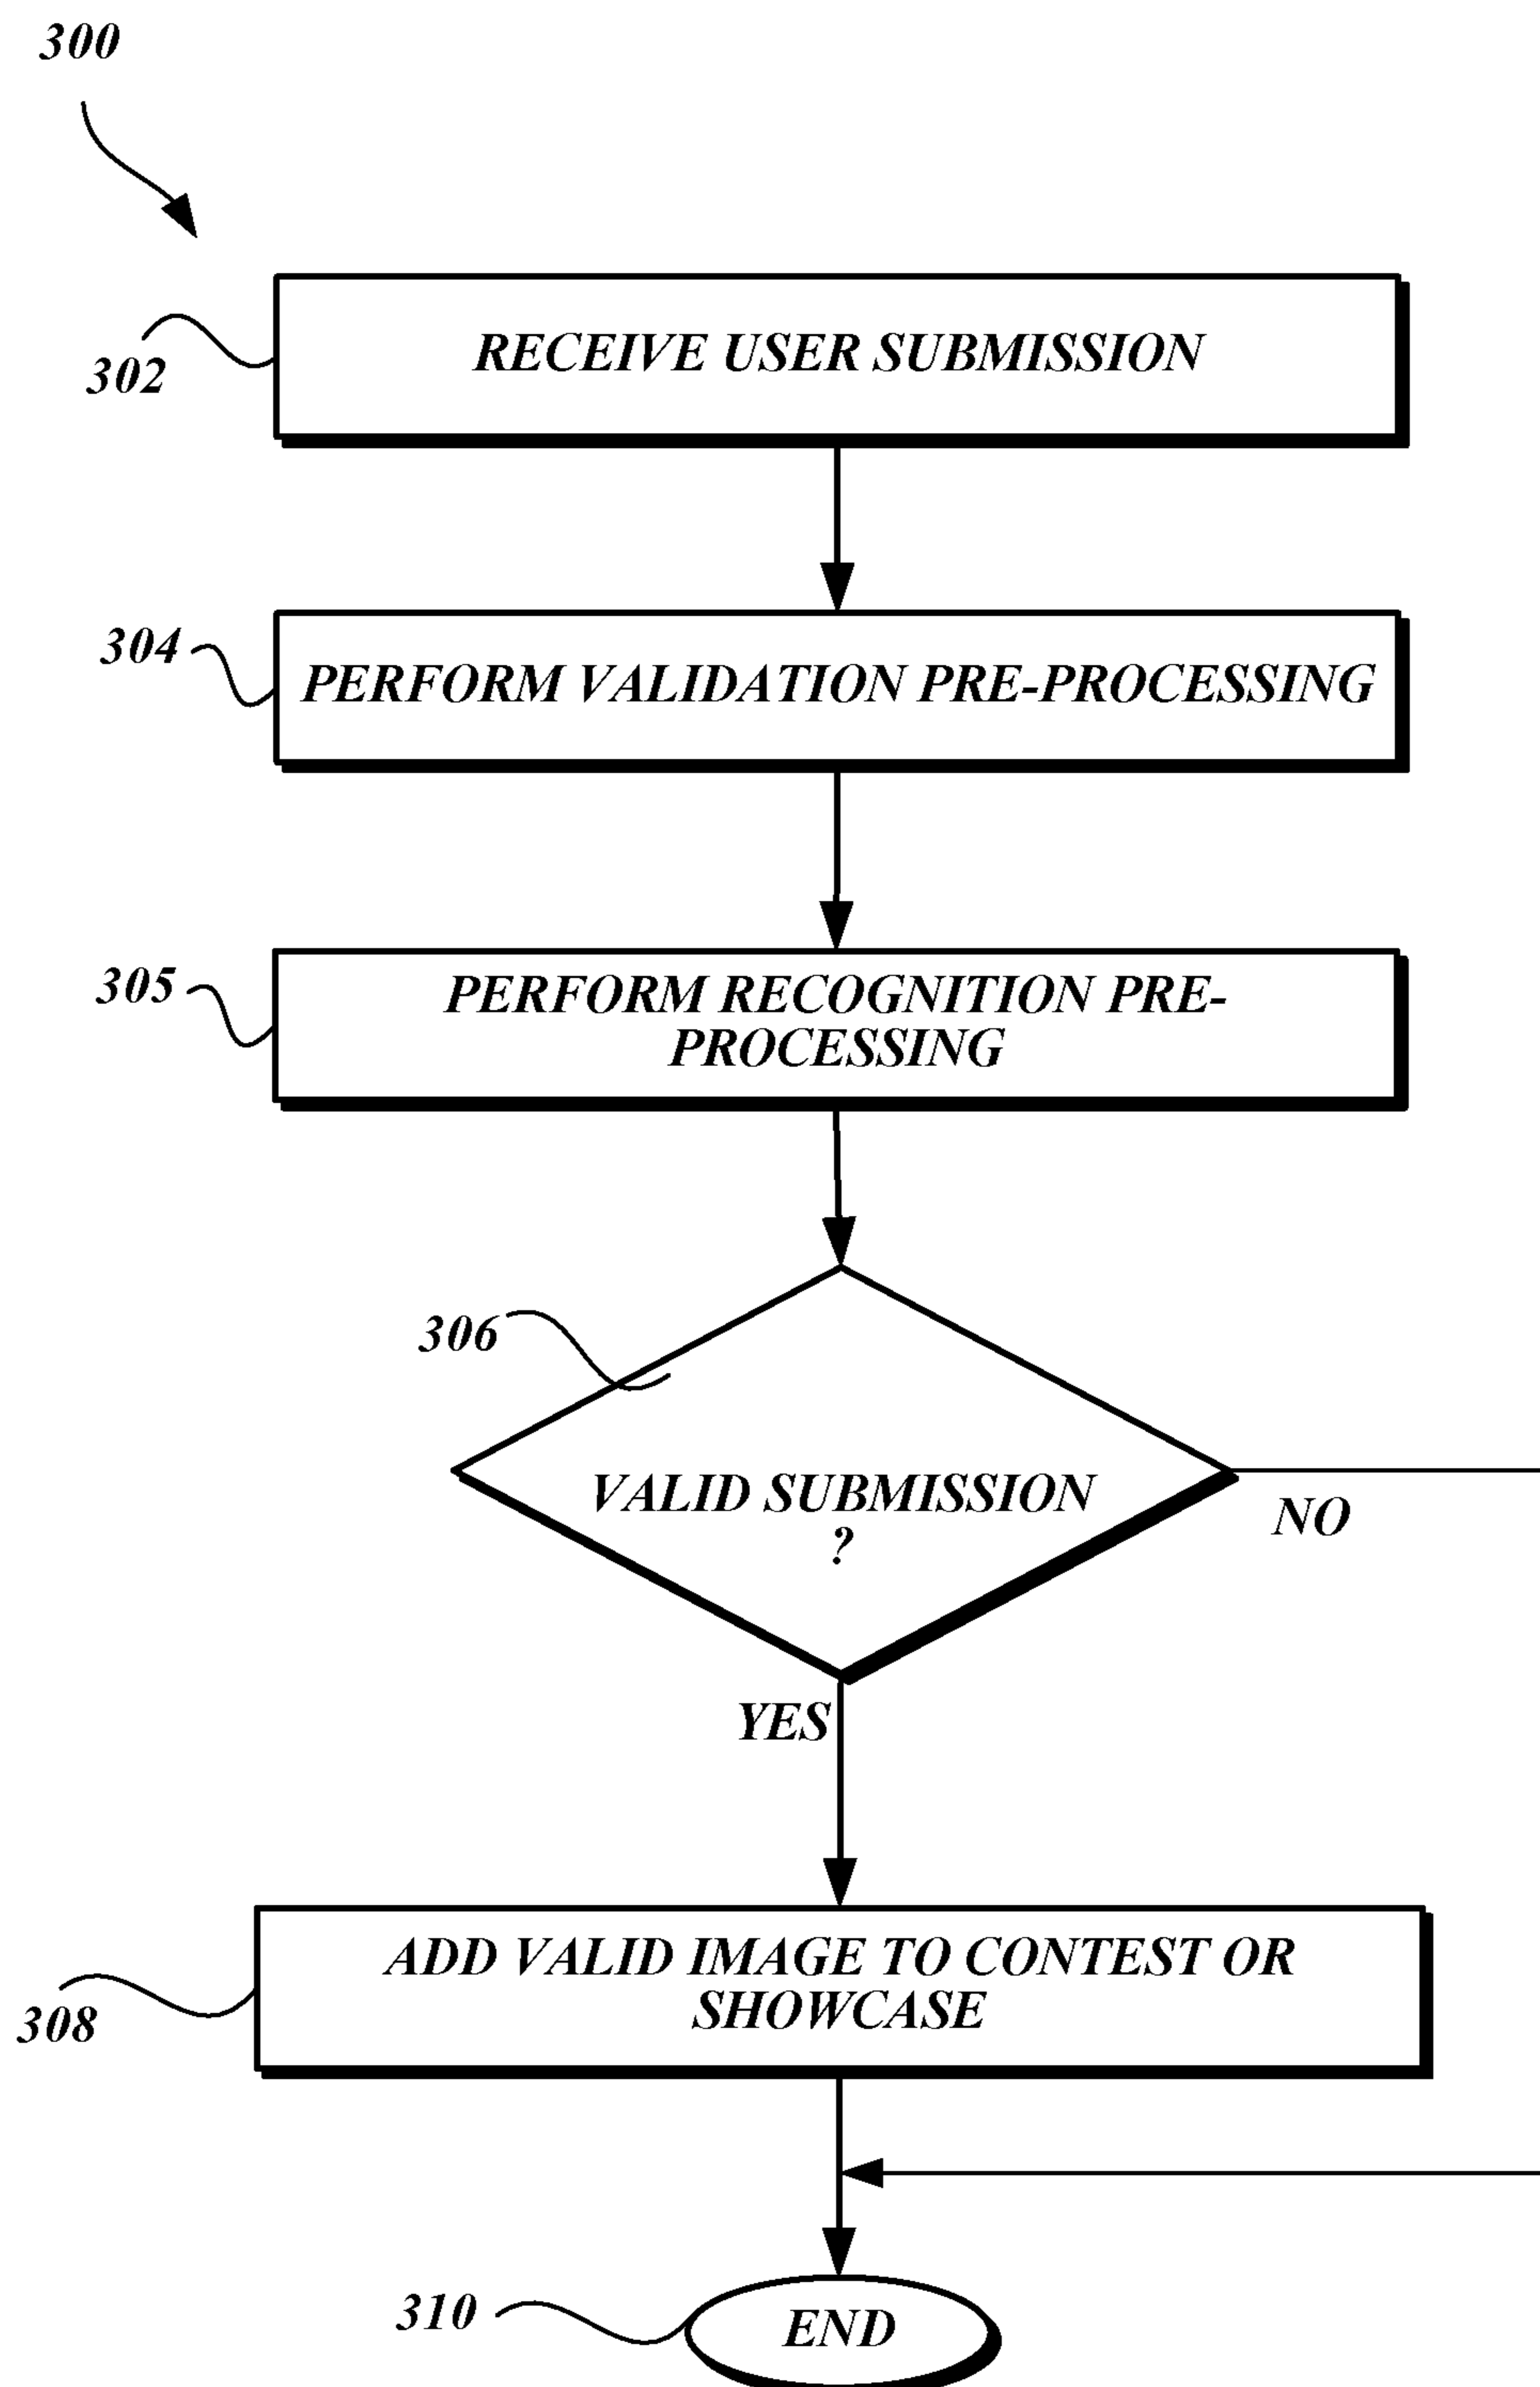 300
RECEIVE USER SUBMISSION
302
304
PERFORM VALIDATION PRE-PROCESSING
305
PERFORM RECOGNITION PRE-
PROCESSING
306
VALID SUBMISSION
?
NO
YES
ADD VALID IMAGE TO CONTEST OR
SHOWCASE
308
310
END